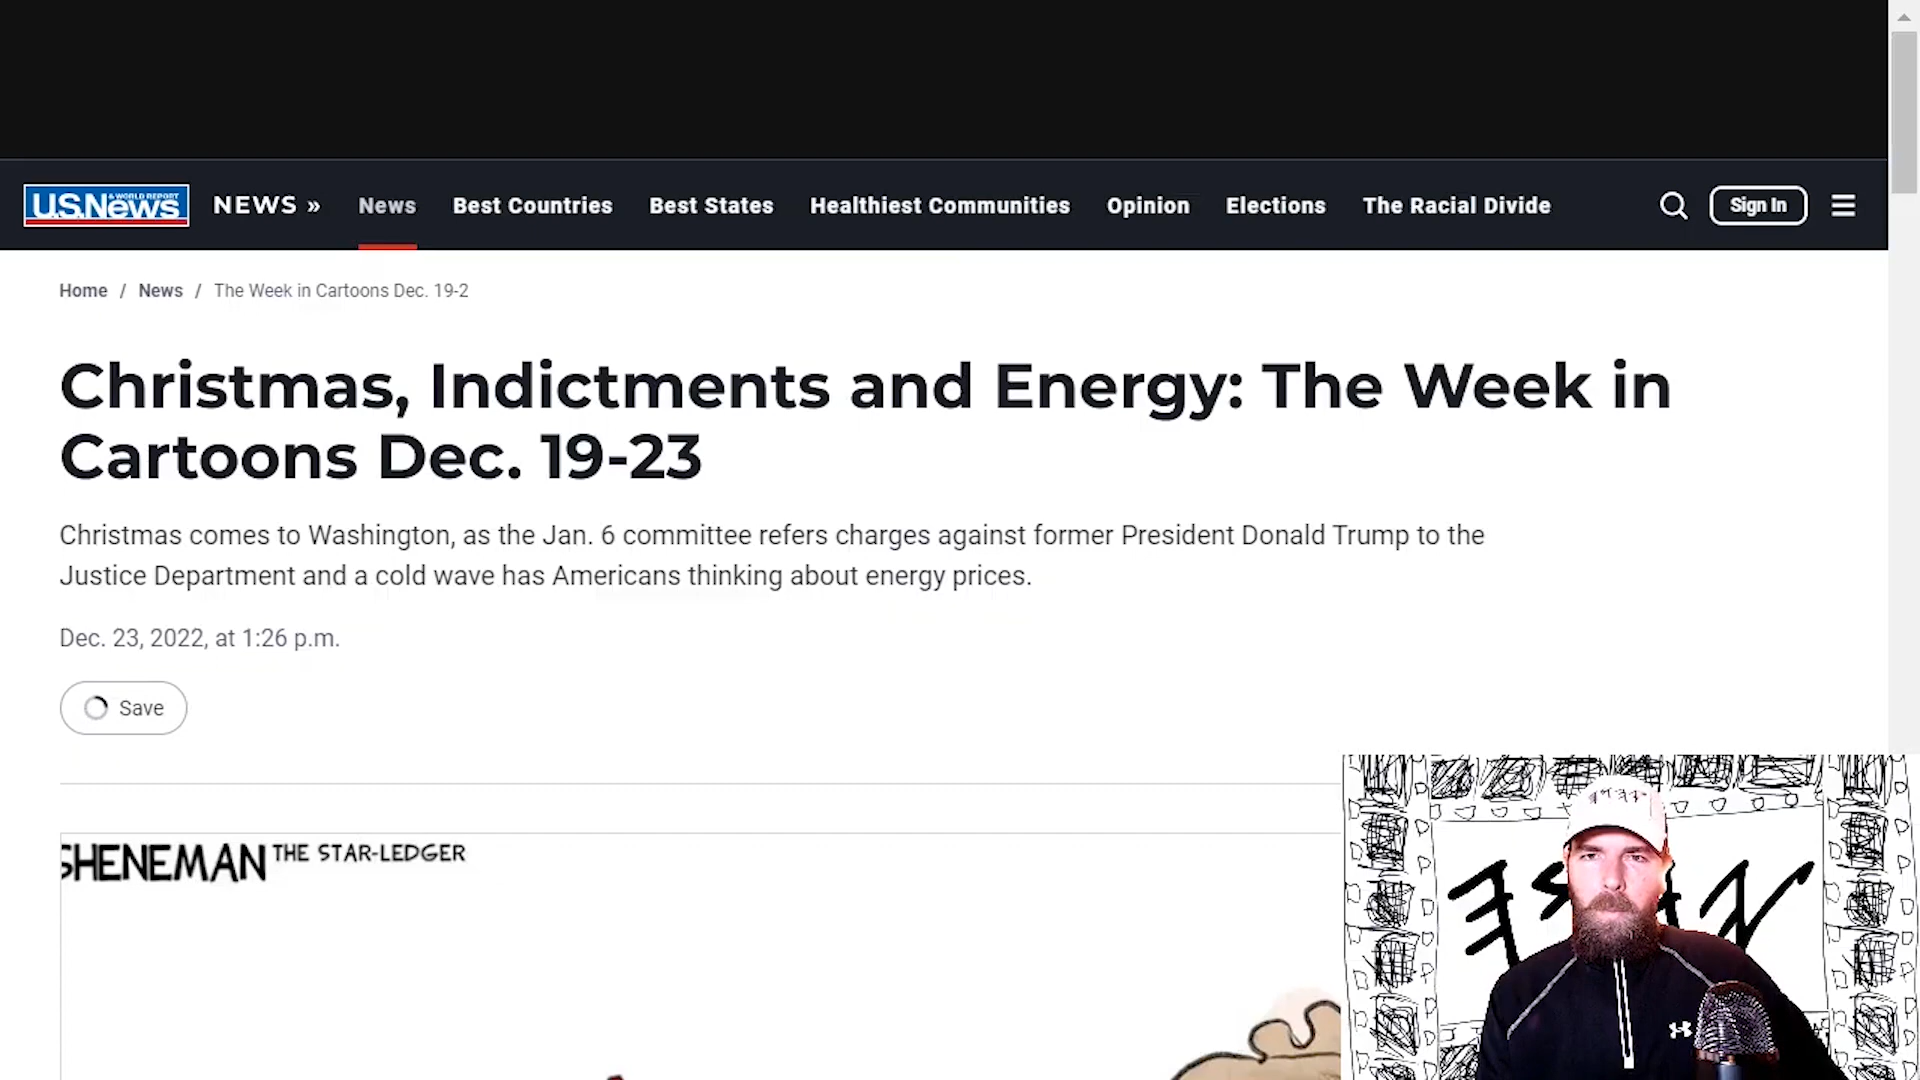 U.S.News
& WORLD REPORT
NEWS » News Best Countries Best States Healthiest Communities Opinion Elections The Racial Divide Sign In
Home / News / The Week in Cartoons Dec. 19-2
Christmas, Indictments and Energy: The Week in
Cartoons Dec. 19-23
Christmas comes to Washington, as the Jan. 6 committee refers charges against former President Donald Trump to the
Justice Department and a cold wave has Americans thinking about energy prices.
Dec. 23, 2022, at 1:26 p.m.
Save
SHENEMAN THE STAR-LEDGER